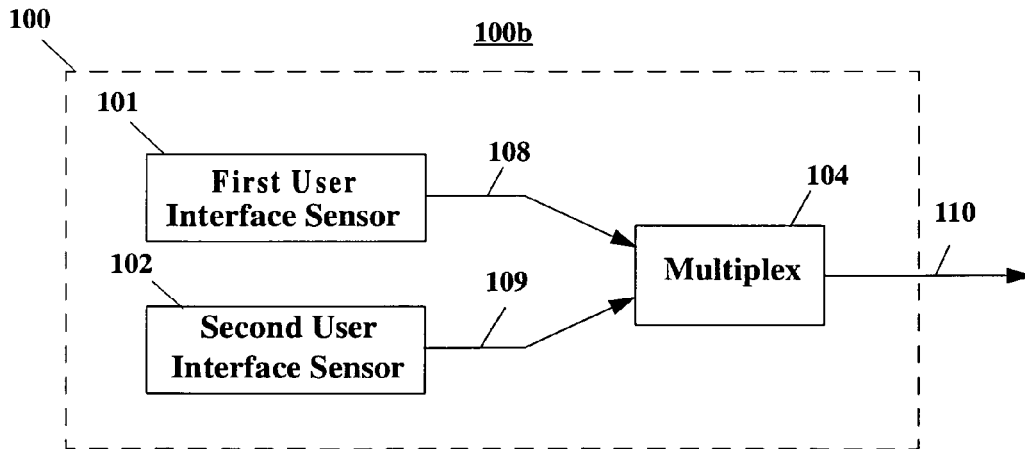 100b
100
101
First User
Interface Sensor
108
104
Multiplex
110
102
Second User
Interface Sensor
109